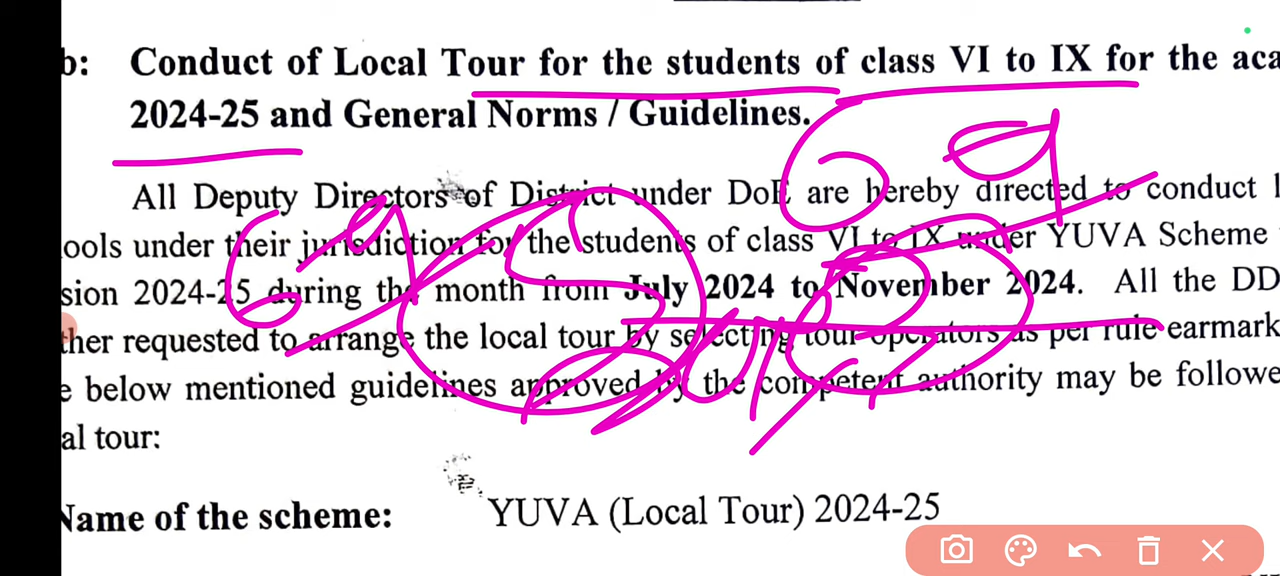 b: Conduct of Local Tour for the students of class VI to IX for the aca
2024-25 and General Norms / Guidelines.
All Deputy Directors of District under DoE are hereby directed to conduct l
ools under their jurisdiction for the students of class VI to IX under YUVA Scheme
sion 2024-25 during the month from July 2024 to November 2024. All the DD
ther requested to arrange the local tour by selecting tour operators as per rule earmark
e below mentioned guidelines approved by the competent authority may be followe
al tour:
Name of the scheme: YUVA (Local Tour) 2024-25